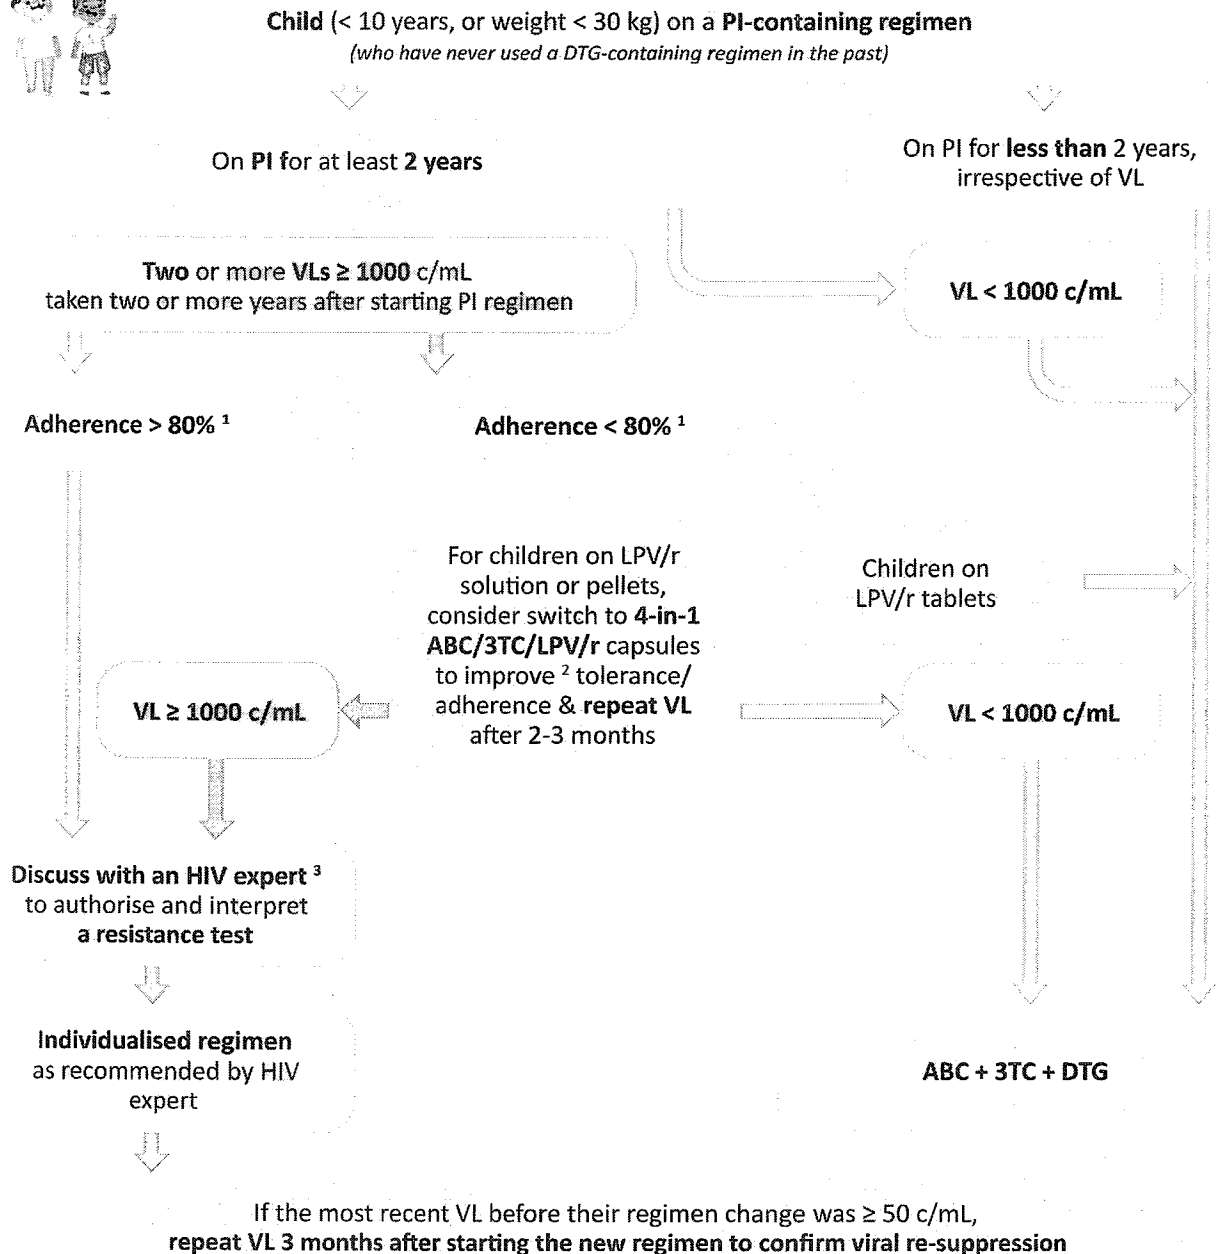 Child (< 10 years, or weight < 30 kg) on a PI-containing regimen
(who have never used a DTG-containing regimen in the past)
On PI for at least 2 years
On PI for less than 2 years,
irrespective of VL
Two or more VLs ≥ 1000 c/mL
taken two or more years after starting PI regimen
VL < 1000 c/mL
Adherence > 80% ¹
Adherence < 80% ¹
For children on LPV/r
solution or pellets,
consider switch to 4-in-1
ABC/3TC/LPV/r capsules
to improve ² tolerance/
adherence & repeat VL
after 2-3 months
Children on
LPV/r tablets
VL ≥ 1000 c/mL
VL < 1000 c/mL
Discuss with an HIV expert ³
to authorise and interpret
a resistance test
Individualised regimen
as recommended by HIV
expert
ABC + 3TC + DTG
If the most recent VL before their regimen change was ≥ 50 c/mL,
repeat VL 3 months after starting the new regimen to confirm viral re-suppression